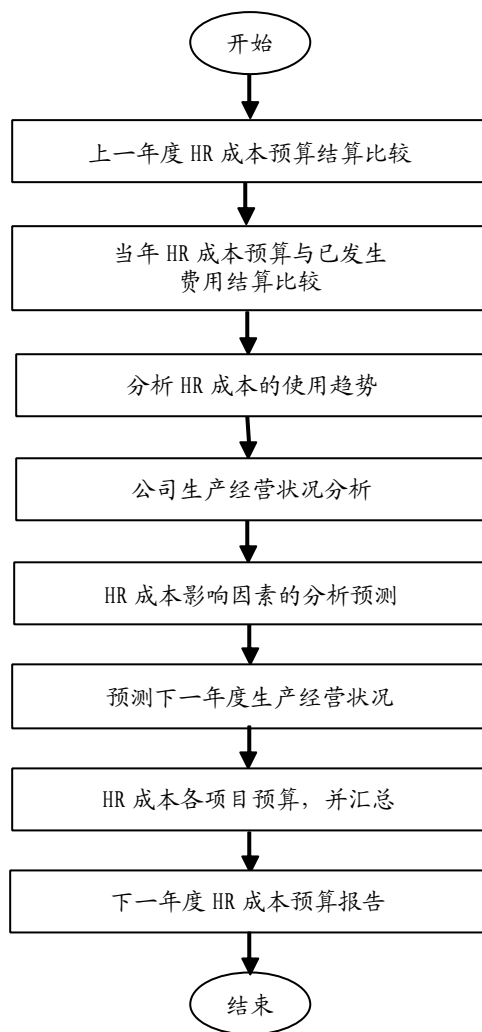 开始
上一年度 HR 成本预算结算比较
当年 HR 成本预算与已发生
费用结算比较
分析 HR 成本的使用趋势
公司生产经营状况分析
HR 成本影响因素的分析预测
预测下一年度生产经营状况
HR 成本各项目预算，并汇总
下一年度 HR 成本预算报告
结束